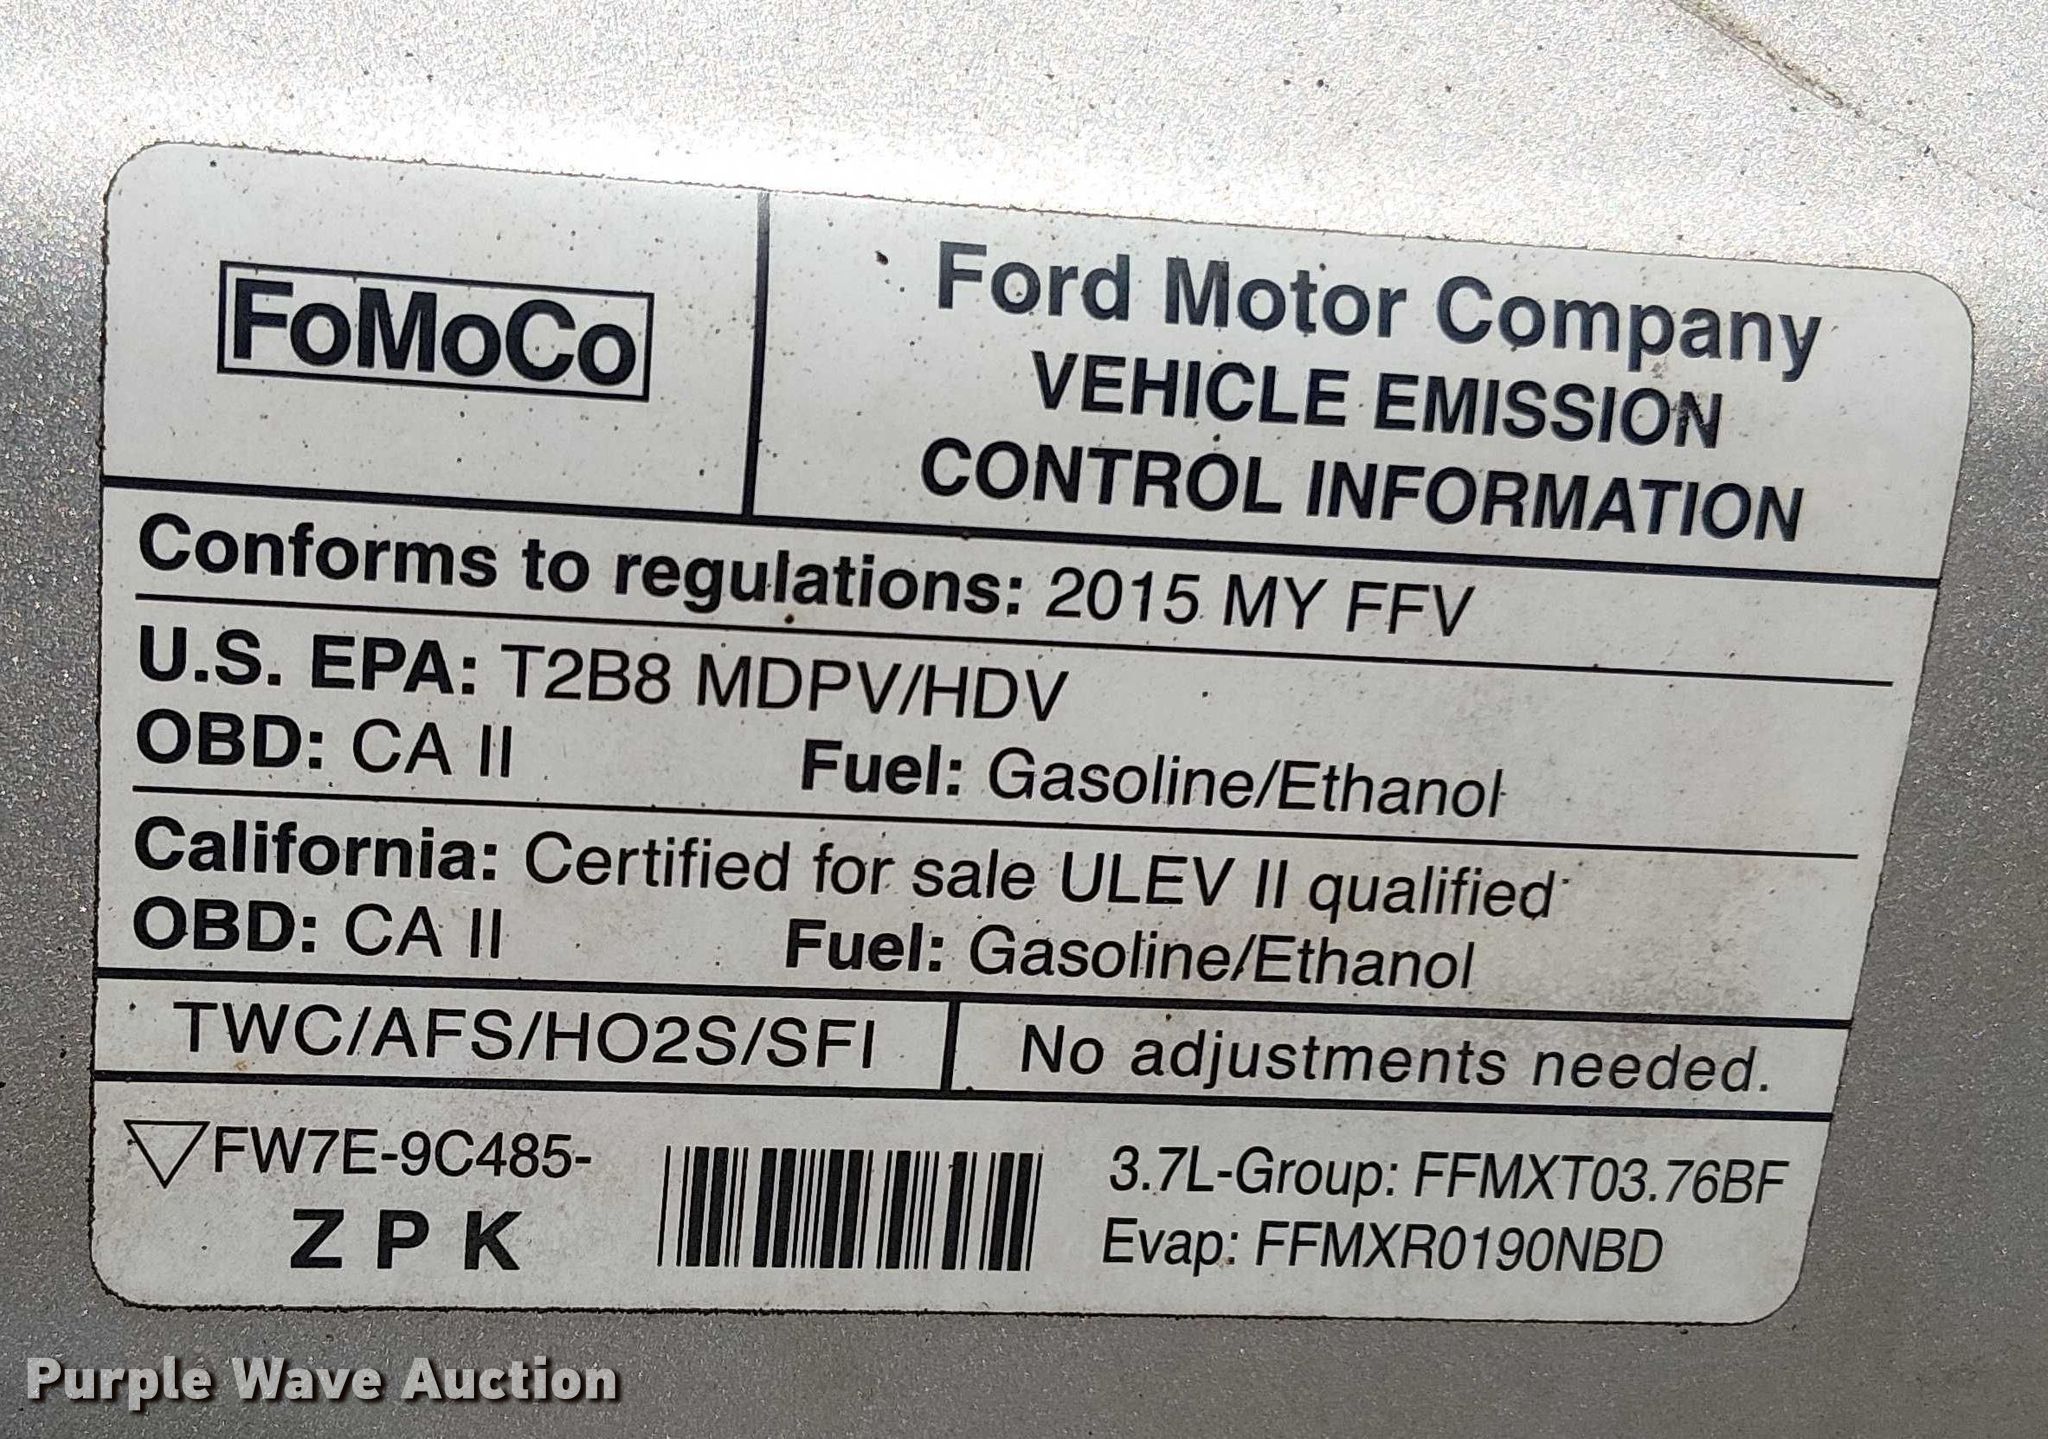 FoMoCo
Ford Motor Company
VEHICLE EMISSION
CONTROL INFORMATION
Conforms to regulations: 2015 MY FFV
U.S. EPA: T2B8 MDPV/HDV
OBD: CA II Fuel: Gasoline/Ethanol
California: Certified for sale ULEV II qualified
OBD: CA II Fuel: Gasoline/Ethanol
TWC/AFS/HO2S/SFI
No adjustments needed.
FW7E-9C485-
Z P K
3.7L-Group: FFMXT03.76BF
Evap: FFMXR0190NBD
Purple Wave Auction